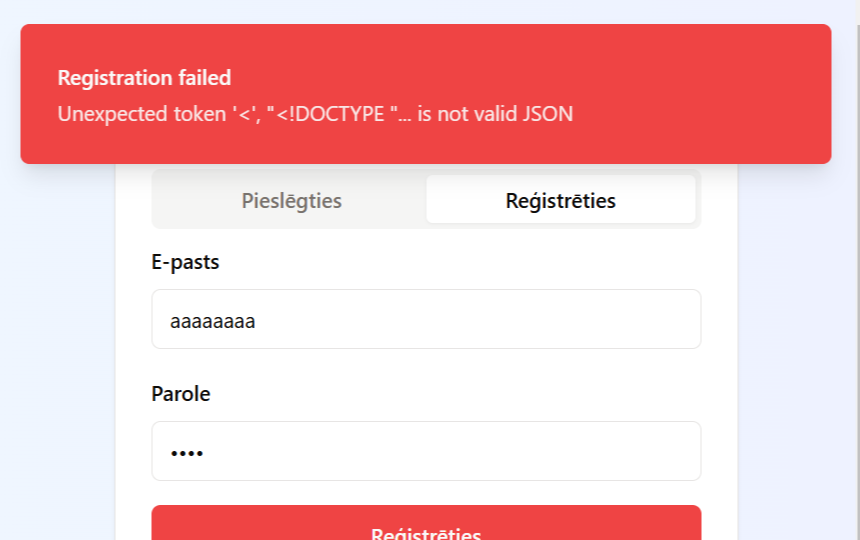 Registration failed
Unexpected token '<', "<!DOCTYPE "... is not valid JSON
Pieslēgties
Reģistrēties
E-pasts
aaaaaaaa
Parole
••••
Reģistrēties